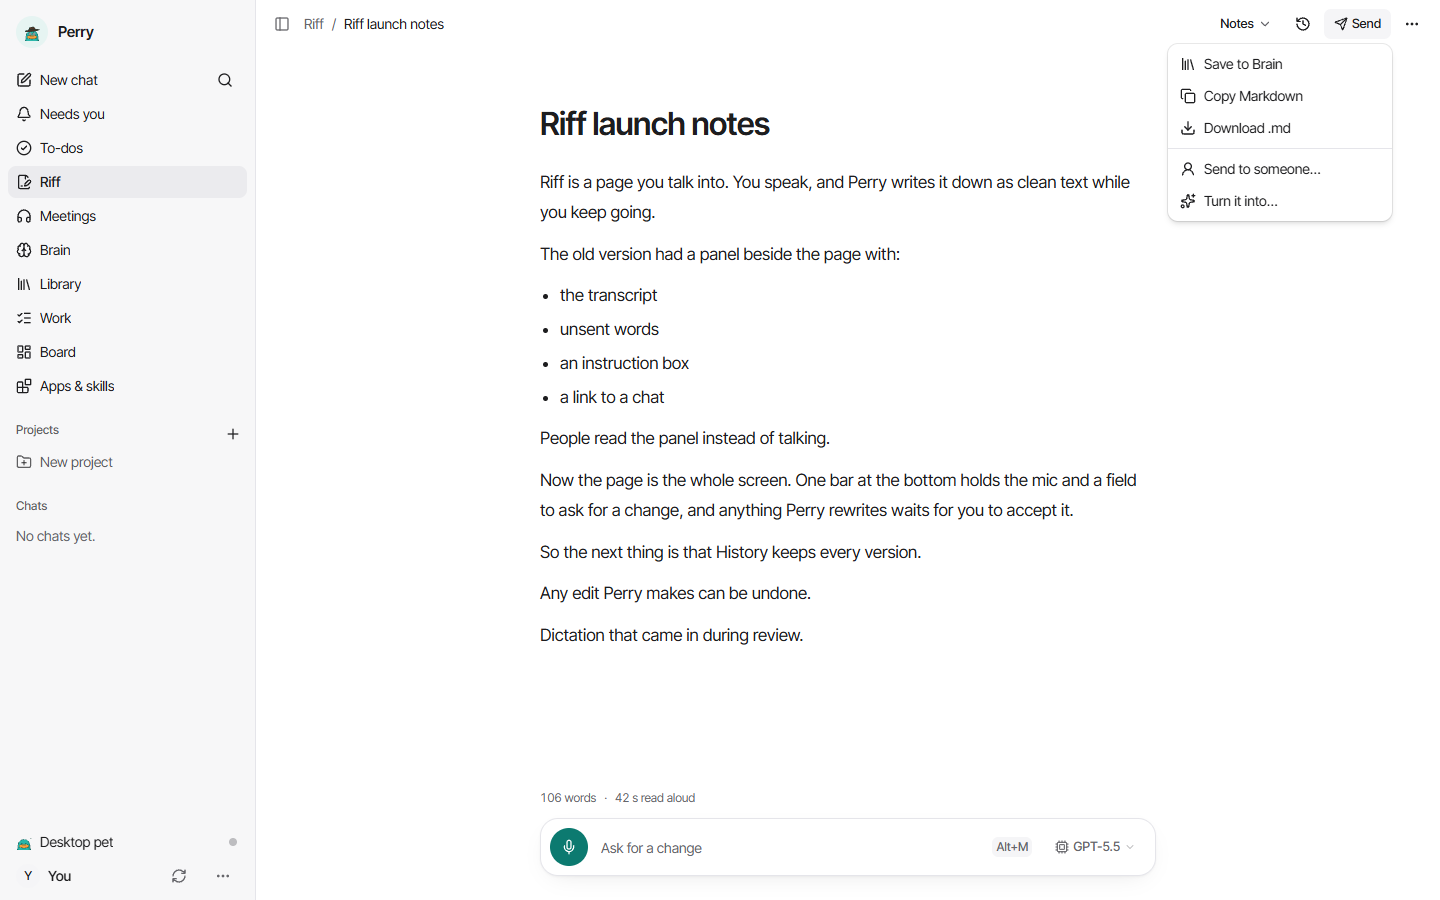 Perry
New chat
Needs you
To-dos
Riff
Meetings
Brain
Library
Work
Board
Apps & skills
Projects
New project
Chats
No chats yet.
Desktop pet
Y You
Riff / Riff launch notes
Notes
Send
Save to Brain
Copy Markdown
Download .md
Send to someone...
Turn it into...
Riff launch notes
Riff is a page you talk into. You speak, and Perry writes it down as clean text while
you keep going.
The old version had a panel beside the page with:
• the transcript
• unsent words
• an instruction box
• a link to a chat
People read the panel instead of talking.
Now the page is the whole screen. One bar at the bottom holds the mic and a field
to ask for a change, and anything Perry rewrites waits for you to accept it.
So the next thing is that History keeps every version.
Any edit Perry makes can be undone.
Dictation that came in during review.
106 words · 42 s read aloud
Ask for a change
Alt+M
GPT-5.5